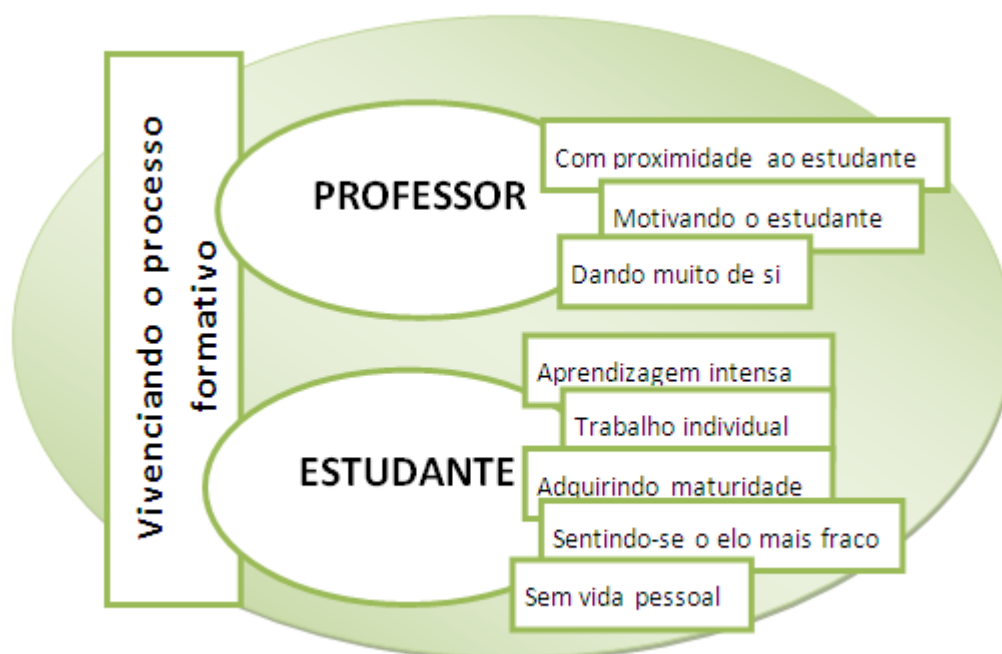 Vivenciando o processo
formativo
PROFESSOR
Com proximidade ao estudante
Motivando o estudante
Dando muito de si
ESTUDANTE
Aprendizagem intensa
Trabalho individual
Adquirindo maturidade
Sentindo-se o elo mais fraco
Sem vida pessoal